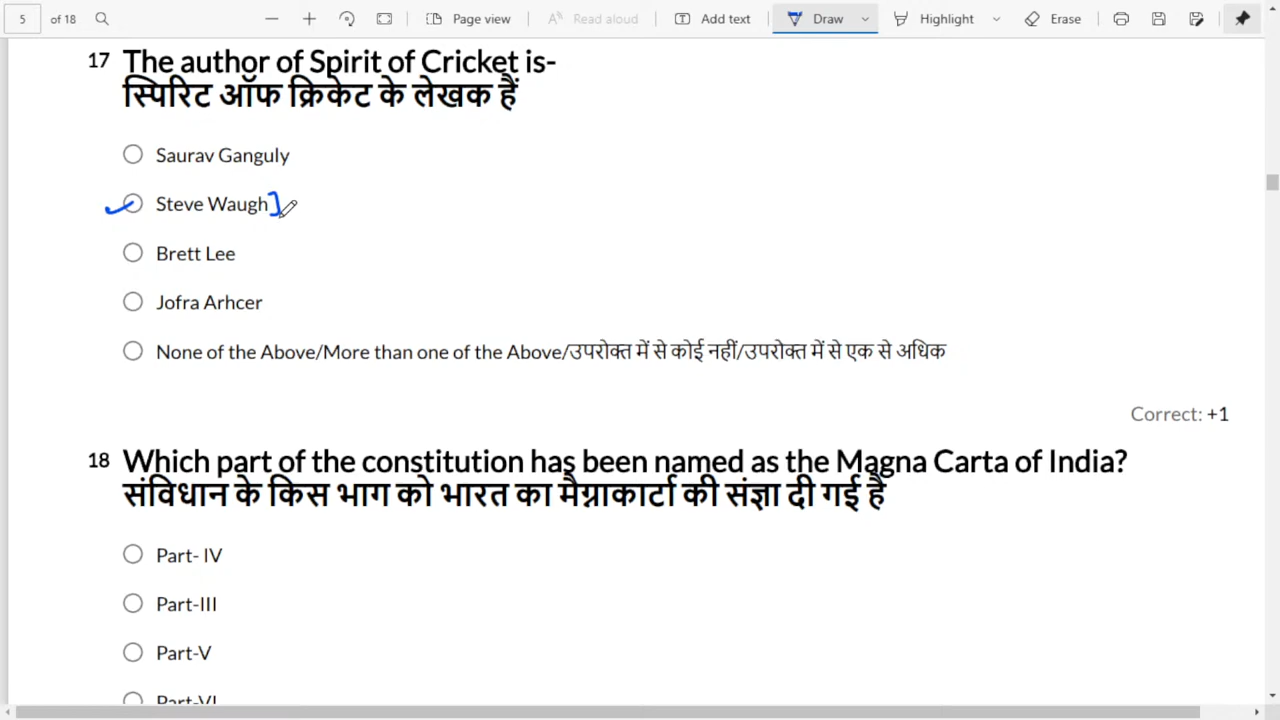 5 of 18 Page view Read aloud Add text Draw Highlight Erase
17 The author of Spirit of Cricket is-
स्पिरिट ऑफ क्रिकेट के लेखक हैं
Saurav Ganguly
Steve Waugh
Brett Lee
Jofra Arhcer
None of the Above/More than one of the Above/उपरोक्त में से कोई नहीं/उपरोक्त में से एक से अधिक
Correct: +1
18 Which part of the constitution has been named as the Magna Carta of India?
संविधान के किस भाग को भारत का मैग्नाकार्टा की संज्ञा दी गई है
Part- IV
Part-III
Part-V
Part-VI